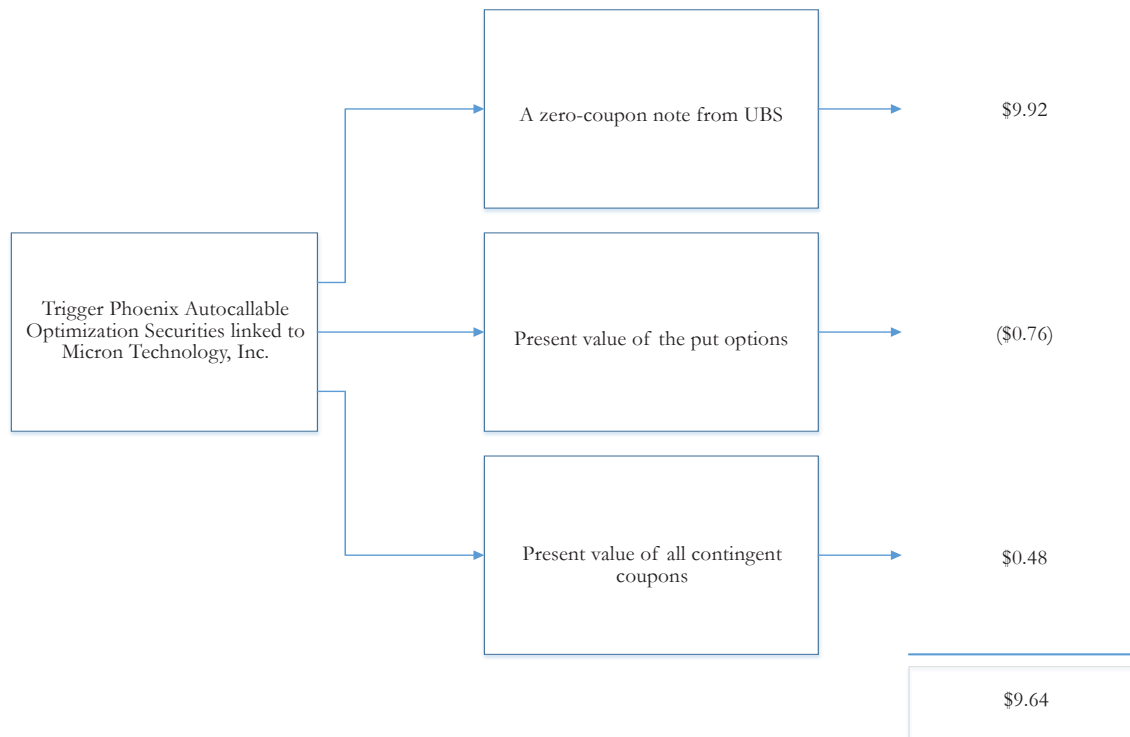 A zero-coupon note from UBS
$9.92
Trigger Phoenix Autocallable
Optimization Securities linked to
Micron Technology, Inc.
Present value of the put options
($0.76)
Present value of all contingent
coupons
$0.48
$9.64